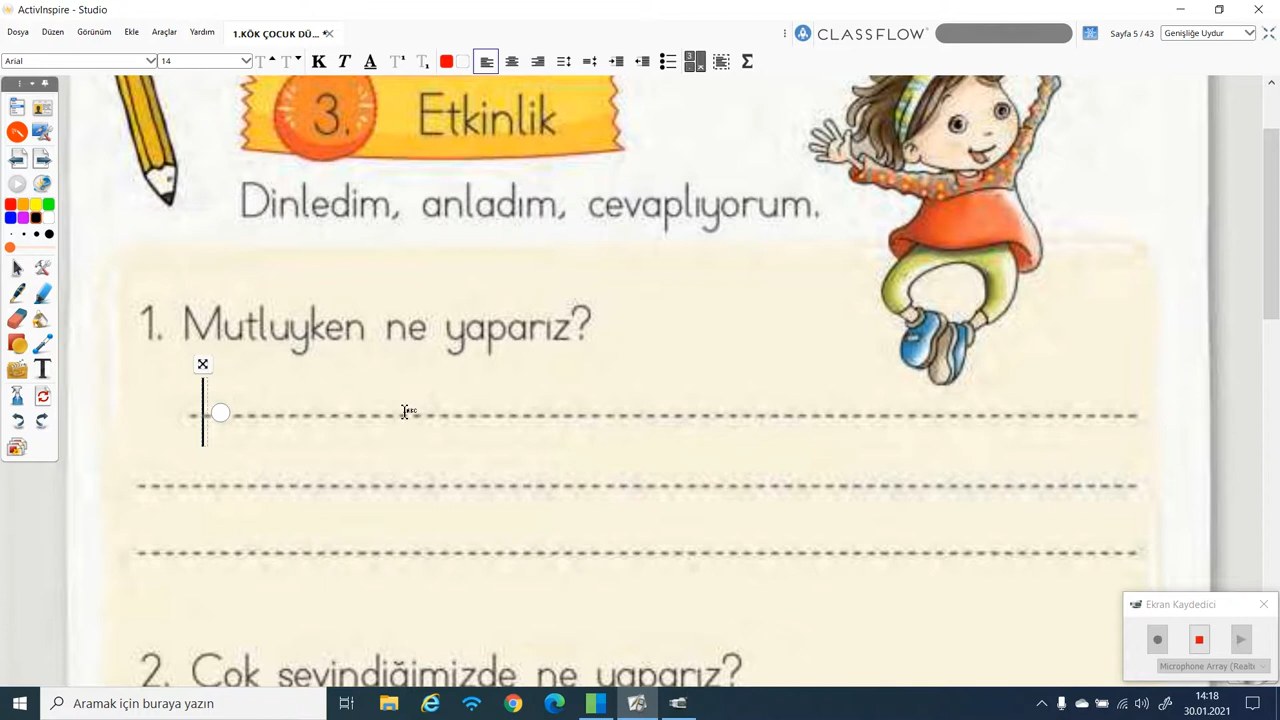 ActivInspire - Studio
Dosya Düzen Görünüm Ekle Araçlar Yardım
1.KÖK ÇOCUK DÜ... *
CLASSFLOW
Sayfa 5 / 43
Genişliğe Uydur
Arial
14
K T A
3. Etkinlik
Dinledim, anladım, cevaplıyorum.
1. Mutluyken ne yaparız?
2. Çok sevindiğimizde ne yaparız?
Ekran Kaydedici
Microphone Array (Realte
Aramak için buraya yazın
14:18
30.01.2021